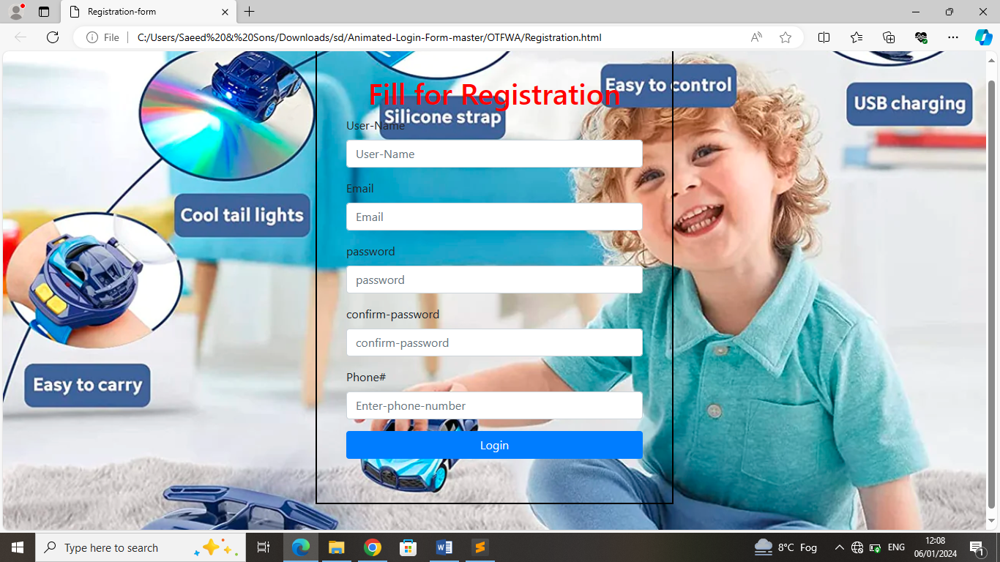 Registration-form
File
C:/Users/Saeed%20&%20Sons/Downloads/sd/Animated-Login-Form-master/OTFWA/Registration.html
Easy to control
Fill for Registration
USB charging
Silicone strap
User-Name
User-Name
Email
Cool tail lights
Email
password
password
confirm-password
confirm-password
Phone#
Easy to carry
Enter-phone-number
Login
Type here to search
8°C Fog
ENG
12:08
06/01/2024
1